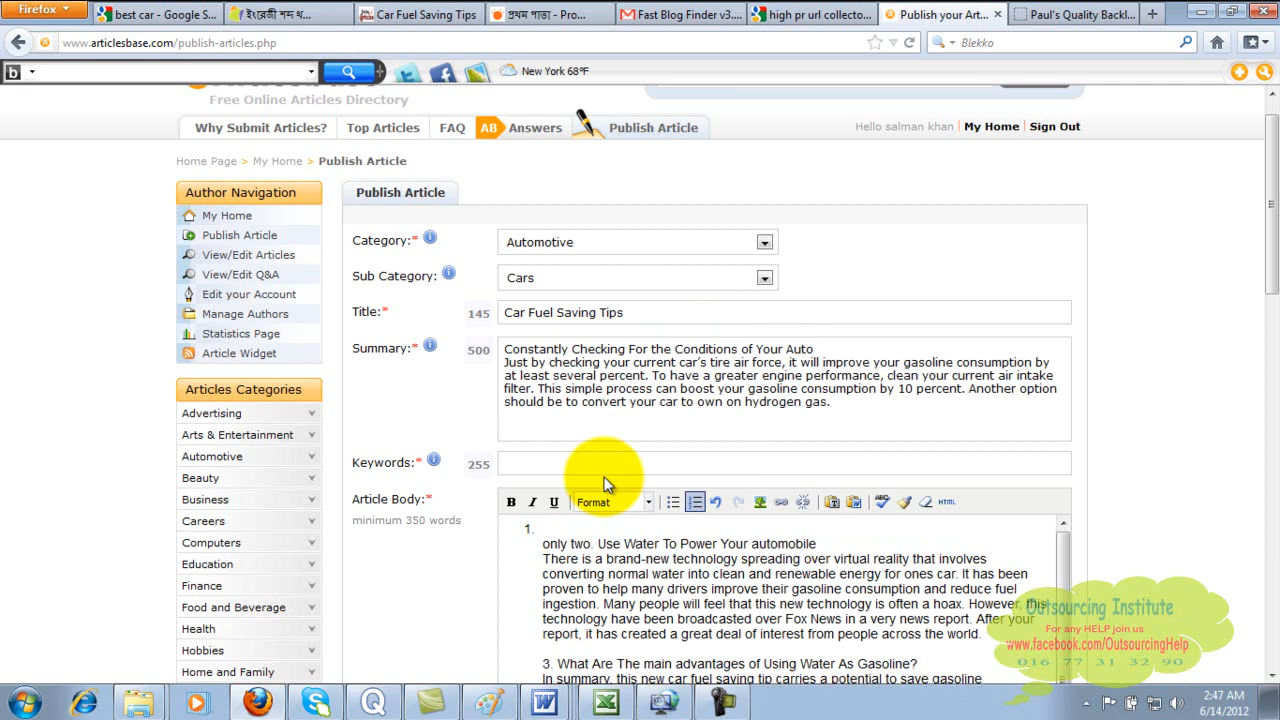 Firefox
best car - Google S...
ইংরেজী শব্দ খ...
Car Fuel Saving Tips
প্রথম পাতা - Pro...
Fast Blog Finder v3....
high pr url collecto...
Publish your Art...
Paul's Quality Backl...
www.articlesbase.com/publish-articles.php
Blekko
New York 68°F
Free Online Articles Directory
Why Submit Articles?
Top Articles
FAQ
AB Answers
Publish Article
Hello salman khan
My Home
Sign Out
Home Page > My Home > Publish Article
Author Navigation
My Home
Publish Article
View/Edit Articles
View/Edit Q&A
Edit your Account
Manage Authors
Statistics Page
Article Widget
Articles Categories
Advertising
Arts & Entertainment
Automotive
Beauty
Business
Careers
Computers
Education
Finance
Food and Beverage
Health
Hobbies
Home and Family
Publish Article
Category:* Automotive
Sub Category: Cars
Title:* 145 Car Fuel Saving Tips
Summary:* 500 Constantly Checking For the Conditions of Your Auto
Just by checking your current car's tire air force, it will improve your gasoline consumption by
at least several percent. To have a greater engine performance, clean your current air intake
filter. This simple process can boost your gasoline consumption by 10 percent. Another option
should be to convert your car to own on hydrogen gas.
Keywords:* 255
Article Body:*
minimum 350 words
B I U Format HTML
1.
only two. Use Water To Power Your automobile
There is a brand-new technology spreading over virtual reality that involves
converting normal water into clean and renewable energy for ones car. It has been
proven to help many drivers improve their gasoline consumption and reduce fuel
ingestion. Many people will feel that this new technology is often a hoax. However, this
technology have been broadcasted over Fox News in a very news report. After your
report, it has created a great deal of interest from people across the world.
3. What Are The main advantages of Using Water As Gasoline?
In summary, this new car fuel saving tip carries a potential to save gasoline
Outsourcing Institute
For any HELP join us
www.facebook.com/OutsourcingHelp
016 77 31 32 90
2:47 AM
6/14/2012